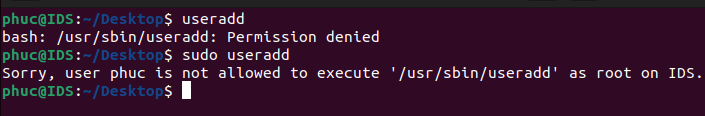 phuc@IDS:~/Desktop$ useradd
bash: /usr/sbin/useradd: Permission denied
phuc@IDS:~/Desktop$ sudo useradd
Sorry, user phuc is not allowed to execute '/usr/sbin/useradd' as root on IDS.
phuc@IDS:~/Desktop$